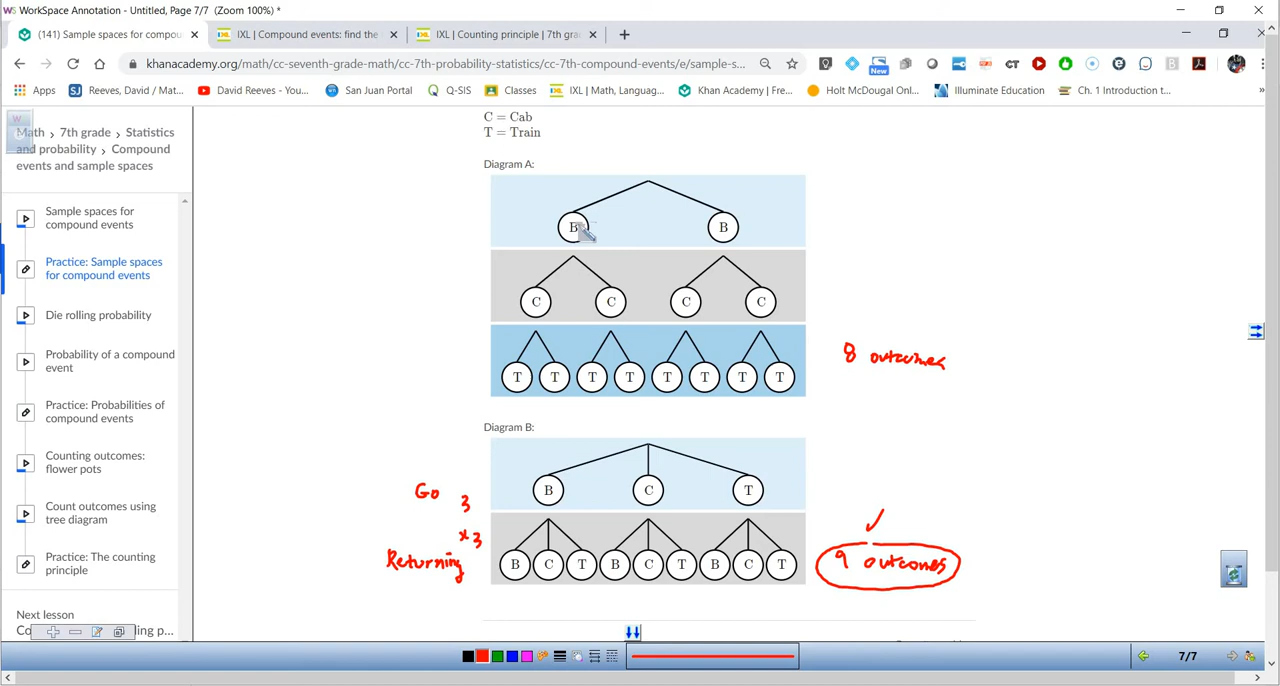 WorkSpace Annotation - Untitled, Page 7/7 (Zoom 100%) *
(141) Sample spaces for compou
IXL | Compound events: find the
IXL | Counting principle | 7th grade
khanacademy.org/math/cc-seventh-grade-math/cc-7th-probability-statistics/cc-7th-compound-events/e/sample-s...
New
CT
Apps
SJ Reeves, David / Mat...
David Reeves - You...
San Juan Portal
Q-SIS
Classes
IXL | Math, Languag...
Khan Academy | Fre...
Holt McDougal Onl...
Illuminate Education
Ch. 1 Introduction t...
»
Math > 7th grade > Statistics
and probability > Compound
events and sample spaces
Sample spaces for
compound events
Practice: Sample spaces
for compound events
Die rolling probability
Probability of a compound
event
Practice: Probabilities of
compound events
Counting outcomes:
flower pots
Count outcomes using
tree diagram
Practice: The counting
principle
Next lesson
Co
ling p...
C = Cab
T = Train
Diagram A:
B B
C C C C
T T T T T T T T
8 outcomes
Diagram B:
B C T
Go 3
x 3
Returning
B C T B C T B C T
9 outcomes
7/7